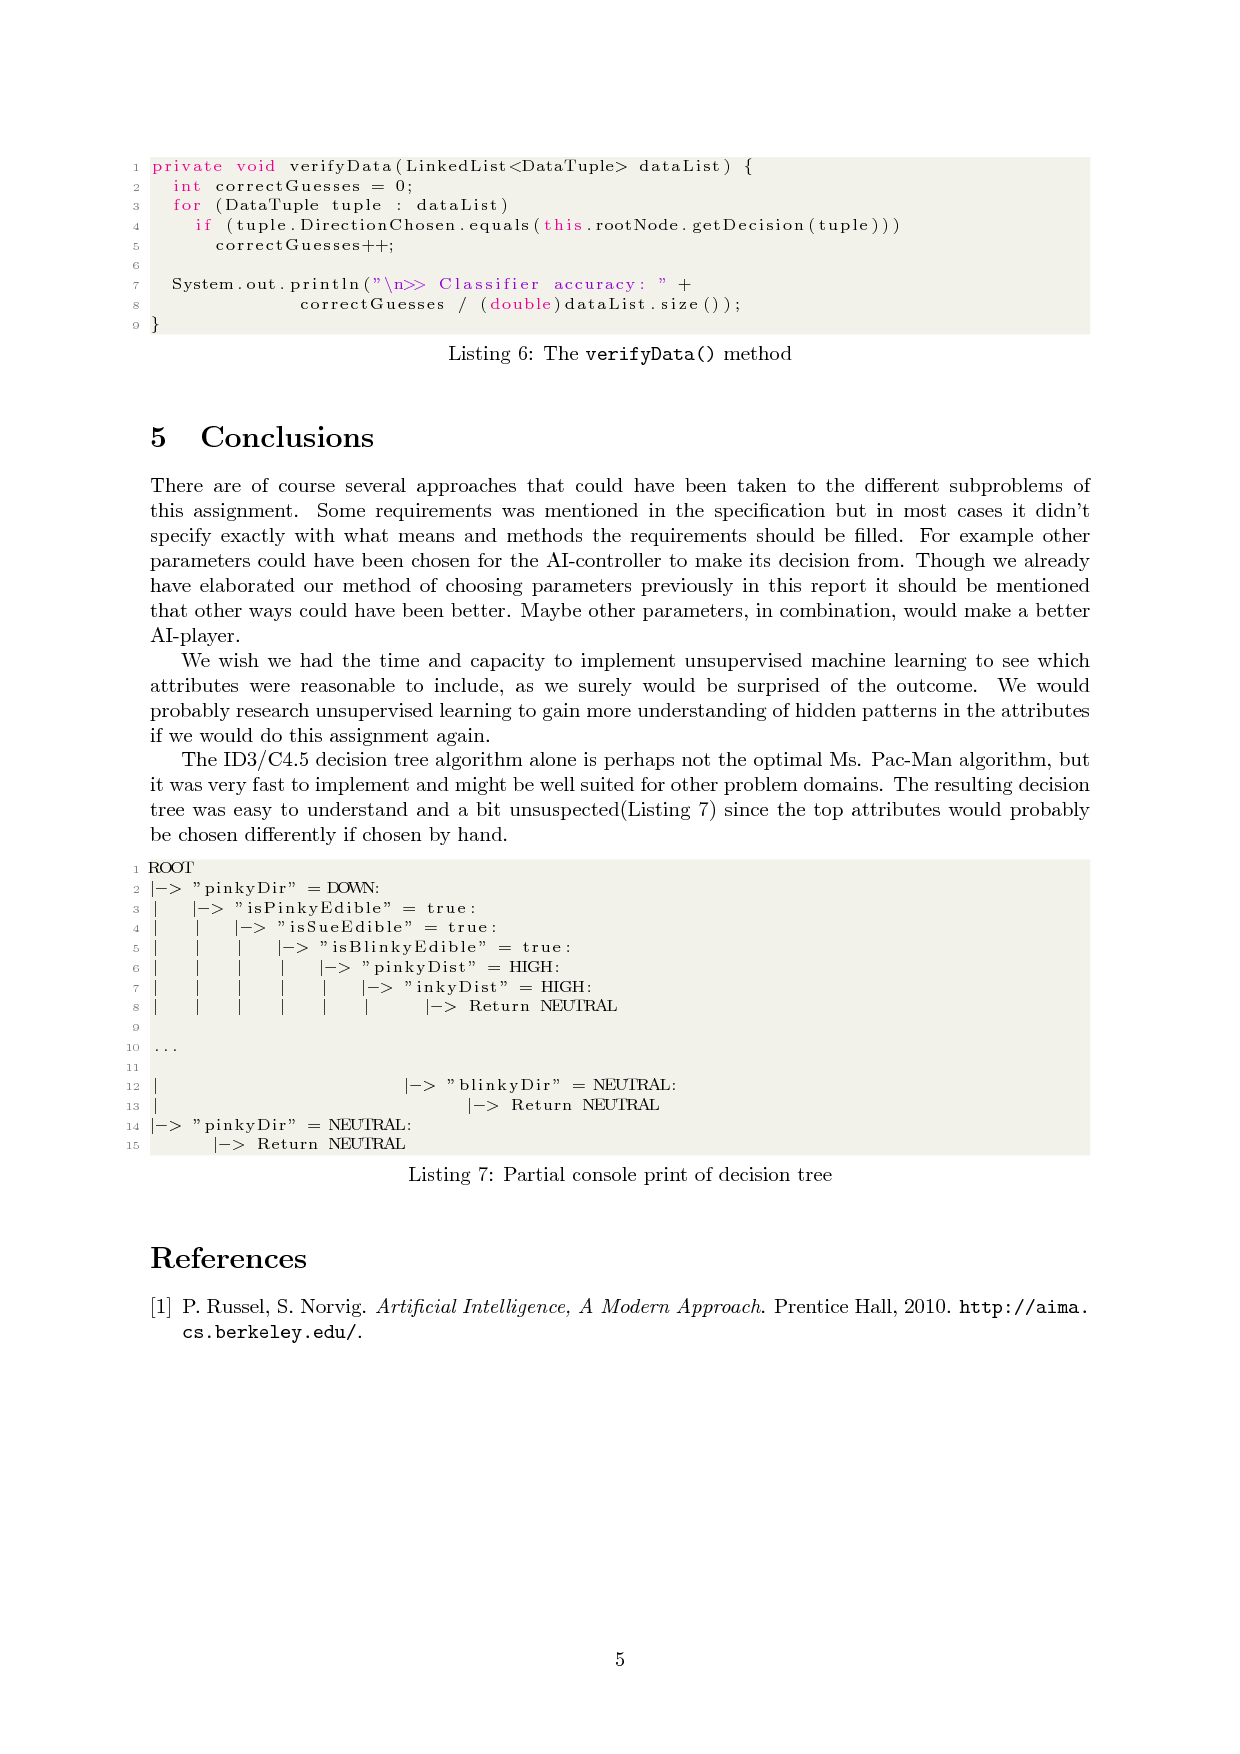 1 private void verifyData(LinkedList<DataTuple> dataList) {
2   int correctGuesses = 0;
3   for (DataTuple tuple : dataList)
4     if (tuple.DirectionChosen.equals(this.rootNode.getDecision(tuple)))
5       correctGuesses++;
6
7   System.out.println("\n>> Classifier accuracy: " +
8               correctGuesses / (double)dataList.size());
9 }
Listing 6: The verifyData() method
5 Conclusions
There are of course several approaches that could have been taken to the different subproblems of
this assignment. Some requirements was mentioned in the specification but in most cases it didn't
specify exactly with what means and methods the requirements should be filled. For example other
parameters could have been chosen for the AI-controller to make its decision from. Though we already
have elaborated our method of choosing parameters previously in this report it should be mentioned
that other ways could have been better. Maybe other parameters, in combination, would make a better
AI-player.
We wish we had the time and capacity to implement unsupervised machine learning to see which
attributes were reasonable to include, as we surely would be surprised of the outcome. We would
probably research unsupervised learning to gain more understanding of hidden patterns in the attributes
if we would do this assignment again.
The ID3/C4.5 decision tree algorithm alone is perhaps not the optimal Ms. Pac-Man algorithm, but
it was very fast to implement and might be well suited for other problem domains. The resulting decision
tree was easy to understand and a bit unsuspected(Listing 7) since the top attributes would probably
be chosen differently if chosen by hand.
1 ROOT
2 |-> "pinkyDir" = DOWN:
3 |   |-> "isPinkyEdible" = true:
4 |   |   |-> "isSueEdible" = true:
5 |   |   |   |-> "isBlinkyEdible" = true:
6 |   |   |   |   |-> "pinkyDist" = HIGH:
7 |   |   |   |   |   |-> "inkyDist" = HIGH:
8 |   |   |   |   |   |     |-> Return NEUTRAL
9
10 ...
11
12 |                       |-> "blinkyDir" = NEUTRAL:
13 |                             |-> Return NEUTRAL
14 |-> "pinkyDir" = NEUTRAL:
15       |-> Return NEUTRAL
Listing 7: Partial console print of decision tree
References
[1] P. Russel, S. Norvig. Artificial Intelligence, A Modern Approach. Prentice Hall, 2010. http://aima.
cs.berkeley.edu/.
5